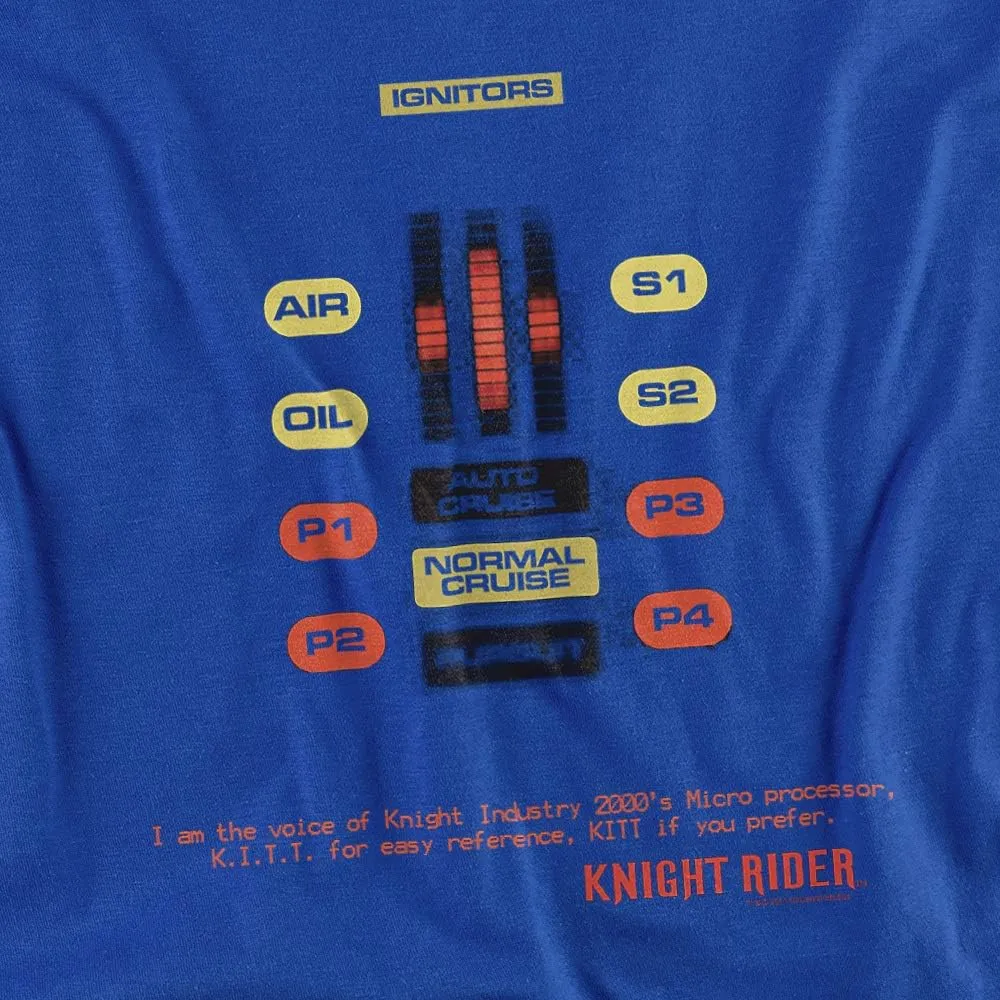 IGNITORS
AIR
S1
OIL
S2
AUTO
CRUISE
P1
P3
NORMAL
CRUISE
P2
P4
PURSUIT
I am the voice of Knight Industry 2000's Micro processor,
K.I.T.T. for easy reference, KITT if you prefer.
KNIGHT RIDER